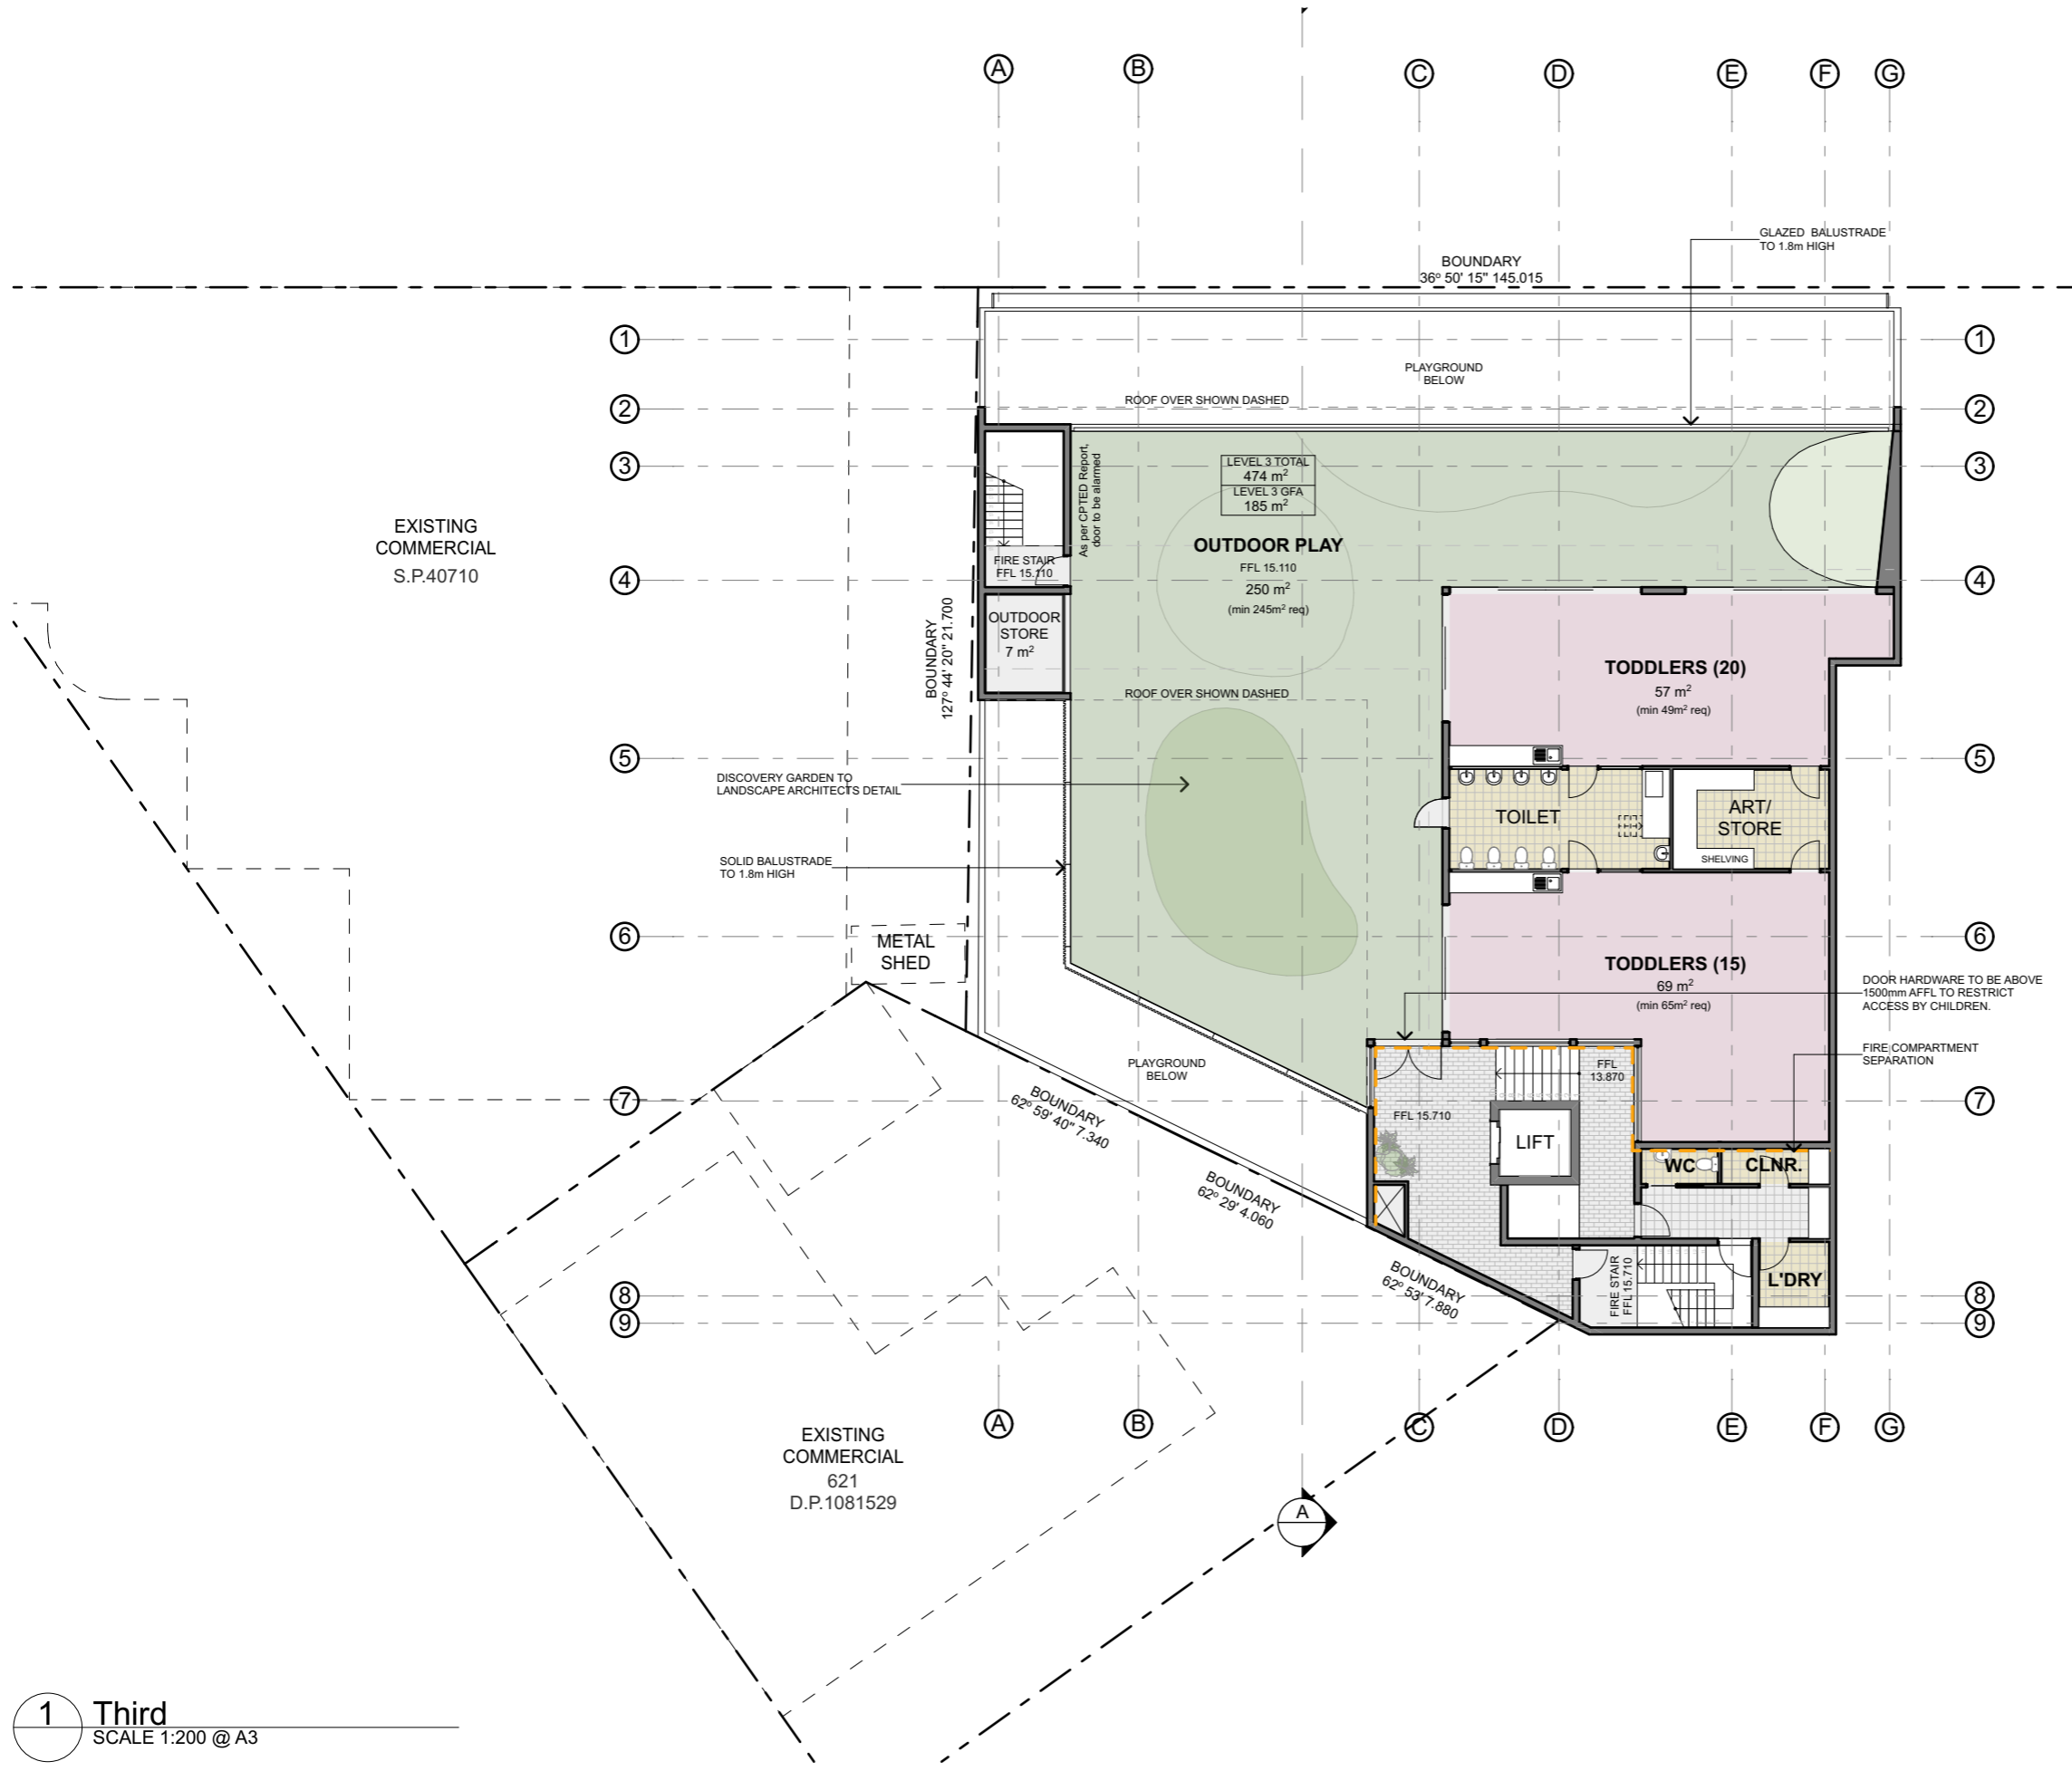 A
B
C
D
E
F
G
GLAZED BALUSTRADE
TO 1.8m HIGH
BOUNDARY
36º 50' 15" 145.015
1
1
PLAYGROUND
BELOW
ROOF OVER SHOWN DASHED
2
2
3
3
As per CPTED Report,
door to be alarmed
LEVEL 3 TOTAL
474 m²
LEVEL 3 GFA
185 m²
EXISTING
COMMERCIAL
S.P.40710
OUTDOOR PLAY
FFL 15.110
250 m²
(min 245m² req)
FIRE STAIR
FFL 15.110
4
4
OUTDOOR
STORE
7 m²
BOUNDARY
127º 44' 20" 21.700
TODDLERS (20)
57 m²
(min 49m² req)
ROOF OVER SHOWN DASHED
5
5
DISCOVERY GARDEN TO
LANDSCAPE ARCHITECTS DETAIL
TOILET
ART/
STORE
SHELVING
SOLID BALUSTRADE
TO 1.8m HIGH
6
6
METAL
SHED
TODDLERS (15)
69 m²
(min 65m² req)
DOOR HARDWARE TO BE ABOVE
1500mm AFFL TO RESTRICT
ACCESS BY CHILDREN.
FIRE COMPARTMENT
SEPARATION
PLAYGROUND
BELOW
FFL
13.870
7
7
BOUNDARY
62º 59' 40" 7.340
FFL 15.710
LIFT
WC
CLNR.
BOUNDARY
62º 29' 4.060
BOUNDARY
62º 53' 7.880
FIRE STAIR
FFL 15.710
L'DRY
8
8
9
9
A
B
C
D
E
F
G
EXISTING
COMMERCIAL
621
D.P.1081529
A
1
Third
SCALE 1:200 @ A3